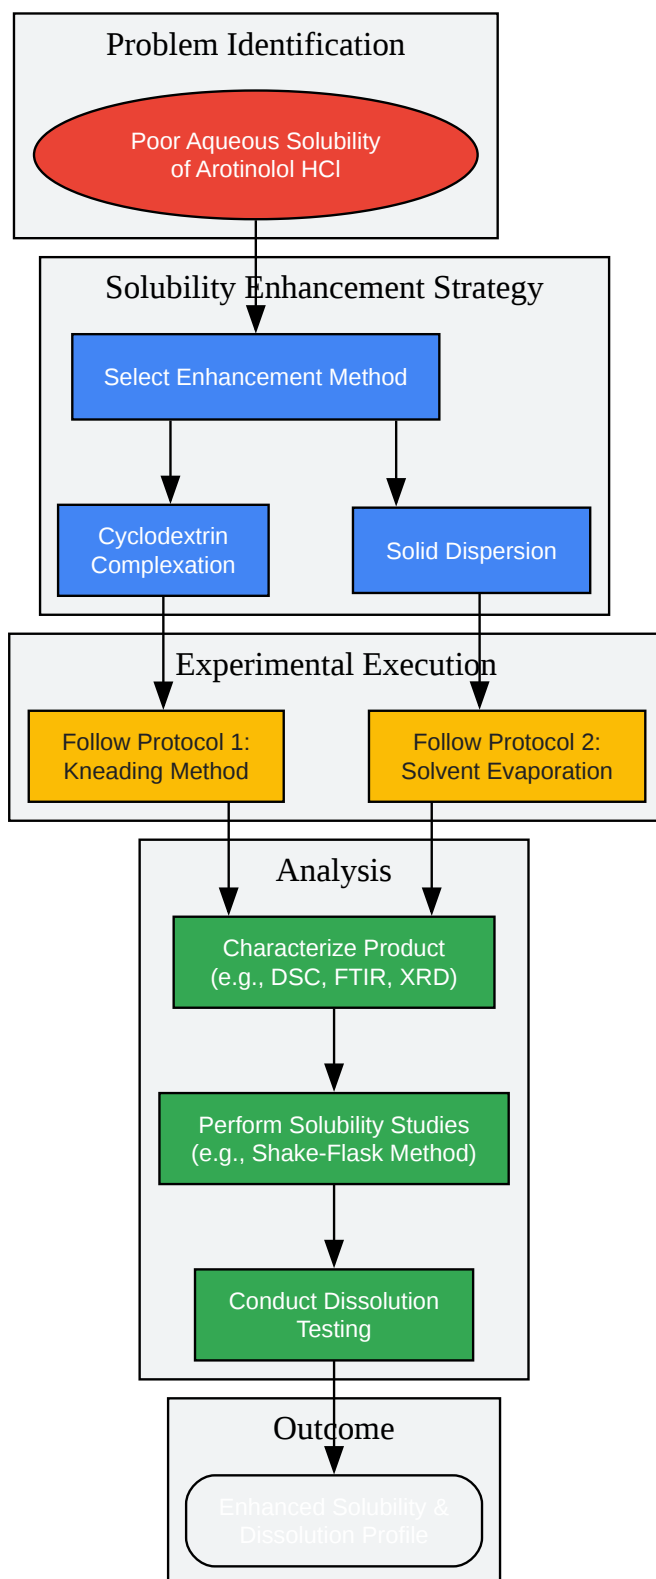 Problem Identification
Poor Aqueous Solubility
of Arotinolol HCl
Solubility Enhancement Strategy
Select Enhancement Method
Cyclodextrin
Complexation
Solid Dispersion
Experimental Execution
Follow Protocol 1:
Kneading Method
Follow Protocol 2:
Solvent Evaporation
Analysis
Characterize Product
(e.g., DSC, FTIR, XRD)
Perform Solubility Studies
(e.g., Shake-Flask Method)
Conduct Dissolution
Testing
Outcome
Enhanced Solubility &
Dissolution Profile